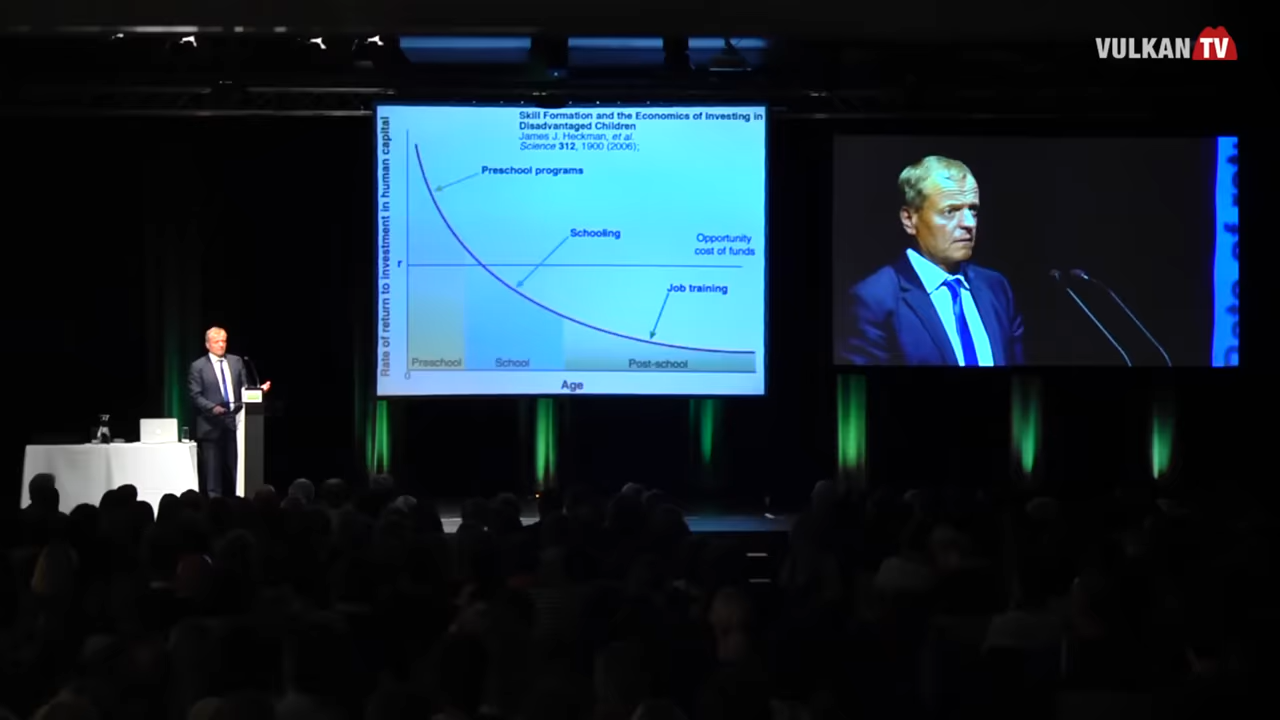 VULKAN TV
Skill Formation and the Economics of Investing in
Disadvantaged Children
James J. Heckman, et al.
Science 312, 1900 (2006);
Rate of return to investment in human capital
Preschool programs
Schooling
Opportunity
cost of funds
r
Job training
Preschool
School
Post-school
0
Age